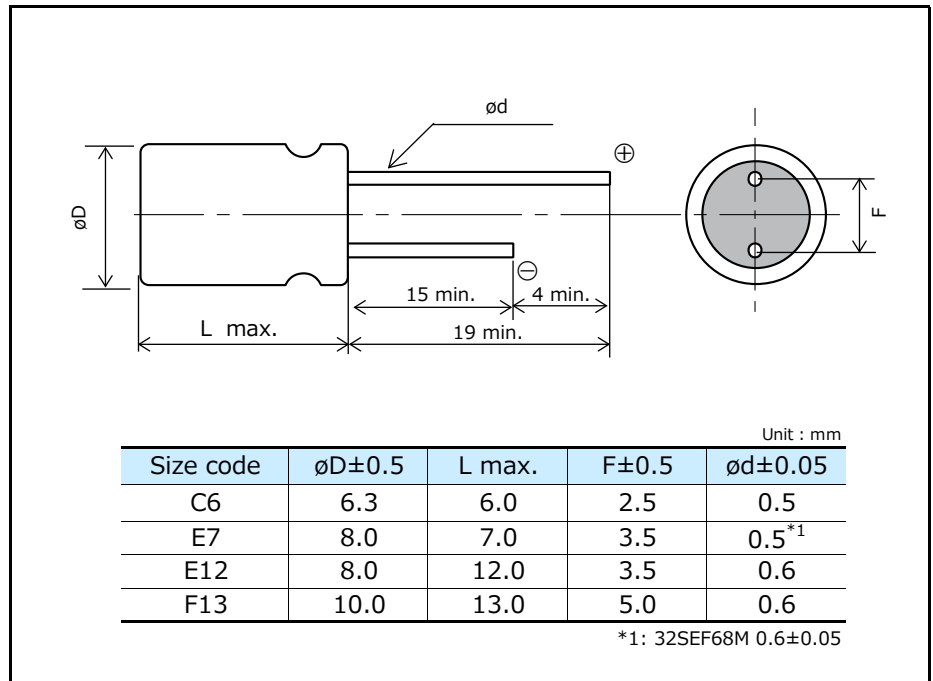 ød
⊕
øD
F
⊖
15 min.
4 min.
L max.
19 min.
Unit : mm
Size code øD±0.5 L max. F±0.5 ød±0.05
C6 6.3 6.0 2.5 0.5
E7 8.0 7.0 3.5 0.5*1
E12 8.0 12.0 3.5 0.6
F13 10.0 13.0 5.0 0.6
*1: 32SEF68M 0.6±0.05